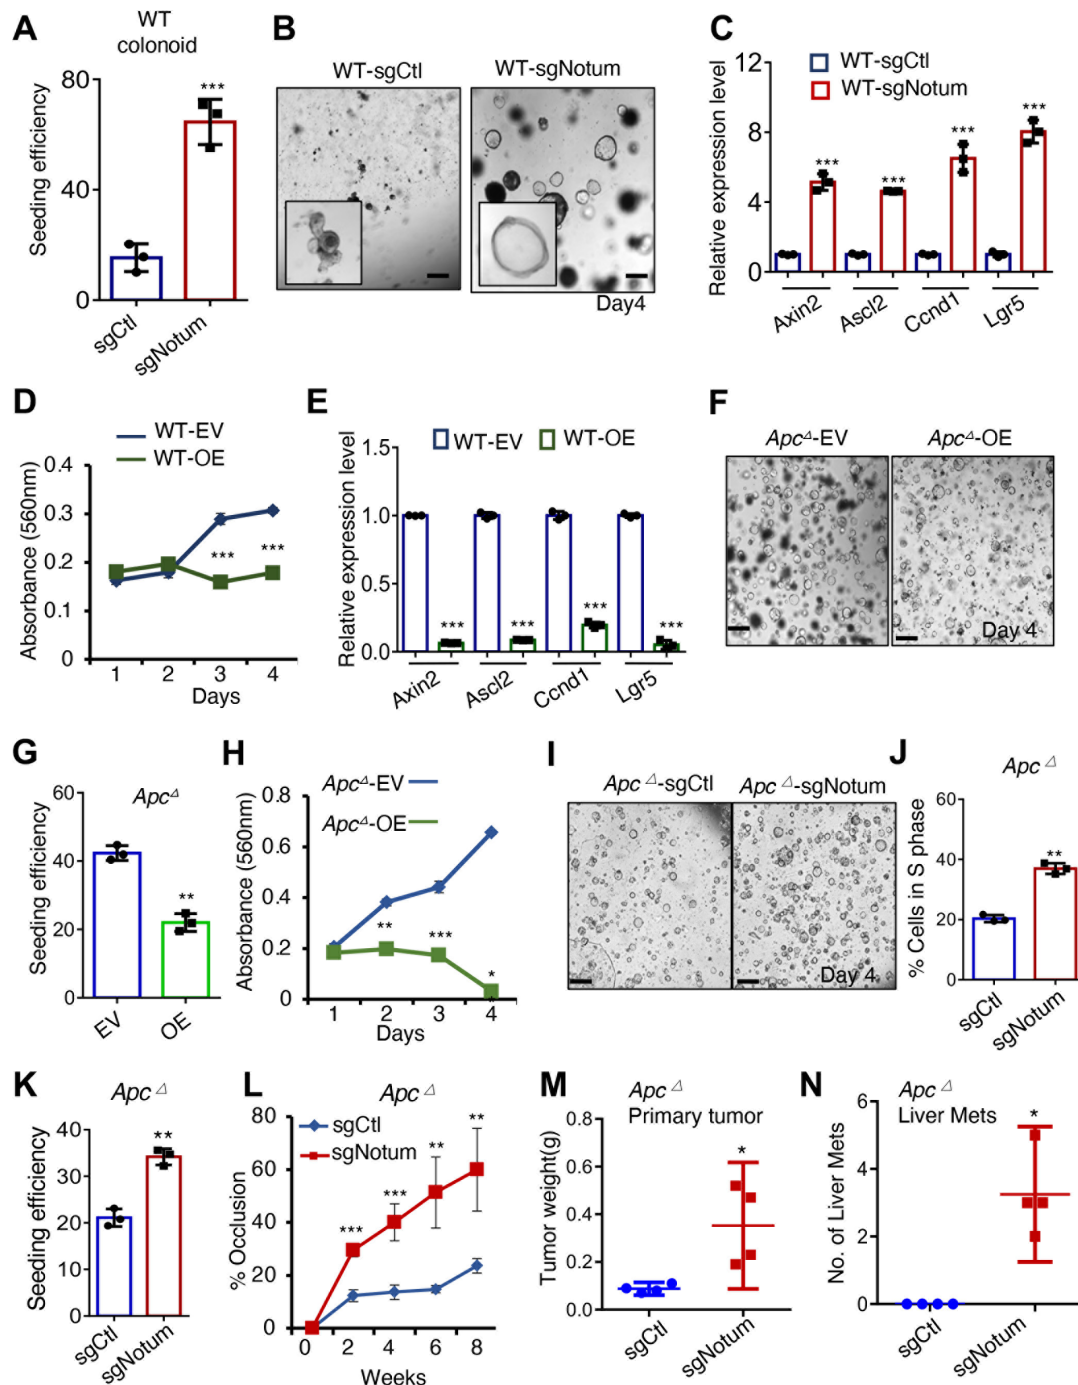 A
WT
colonoid
Seeding efficiency
80
40
0
***
sgCtl
sgNotum
B
WT-sgCtl
WT-sgNotum
Day4
C
WT-sgCtl
WT-sgNotum
Relative expression level
12
8
4
0
***
***
***
***
Axin2
Ascl2
Ccnd1
Lgr5
D
WT-EV
WT-OE
Absorbance (560nm)
0.4
0.3
0.2
0.1
0
***
***
1
2
3
4
Days
E
WT-EV
WT-OE
Relative expression level
1.5
1.0
0.5
0.0
***
***
***
***
Axin2
Ascl2
Ccnd1
Lgr5
F
ApcΔ-EV
ApcΔ-OE
Day 4
G
ApcΔ
Seeding efficiency
60
40
20
0
**
EV
OE
H
ApcΔ-EV
ApcΔ-OE
Absorbance (560nm)
0.8
0.6
0.4
0.2
0
**
***
*
1
2
3
4
Days
I
Apc Δ-sgCtl
Apc Δ-sgNotum
Day 4
J
Apc Δ
% Cells in S phase
60
40
20
0
**
sgCtl
sgNotum
K
Apc Δ
Seeding efficiency
40
30
20
10
0
**
sgCtl
sgNotum
L
Apc Δ
sgCtl
sgNotum
% Occlusion
80
60
40
20
0
***
***
**
**
0
2
4
6
8
Weeks
M
Apc Δ
Primary tumor
Tumor weight(g)
0.8
0.6
0.4
0.2
0.0
*
sgCtl
sgNotum
N
Apc Δ
Liver Mets
No. of Liver Mets
6
4
2
0
*
sgCtl
sgNotum